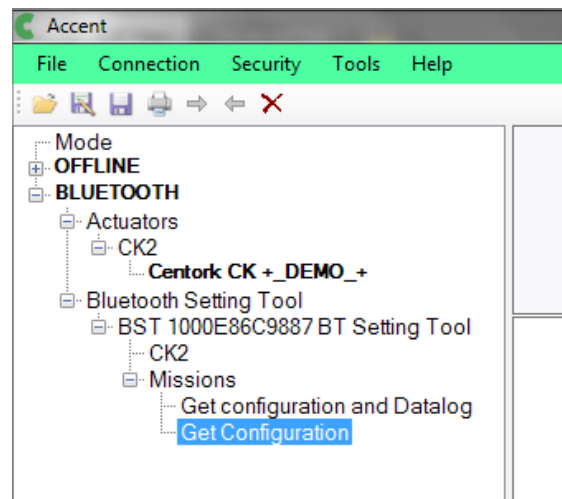 Accent
File Connection Security Tools Help
Mode
OFFLINE
BLUETOOTH
Actuators
CK2
Centork CK +_DEMO_+
Bluetooth Setting Tool
BST 1000E86C9887 BT Setting Tool
CK2
Missions
Get configuration and Datalog
Get Configuration